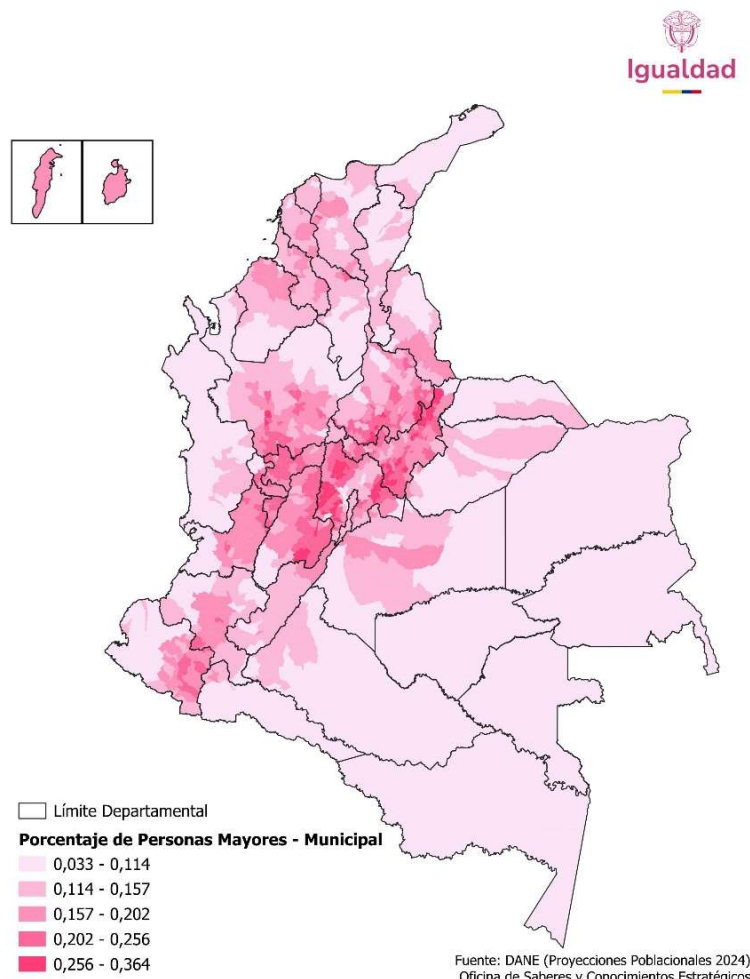 Igualdad
Límite Departamental
Porcentaje de Personas Mayores - Municipal
0,033 - 0,114
0,114 - 0,157
0,157 - 0,202
0,202 - 0,256
0,256 - 0,364
Fuente: DANE (Proyecciones Poblacionales 2024)
Oficina de Saberes y Conocimientos Estratégicos